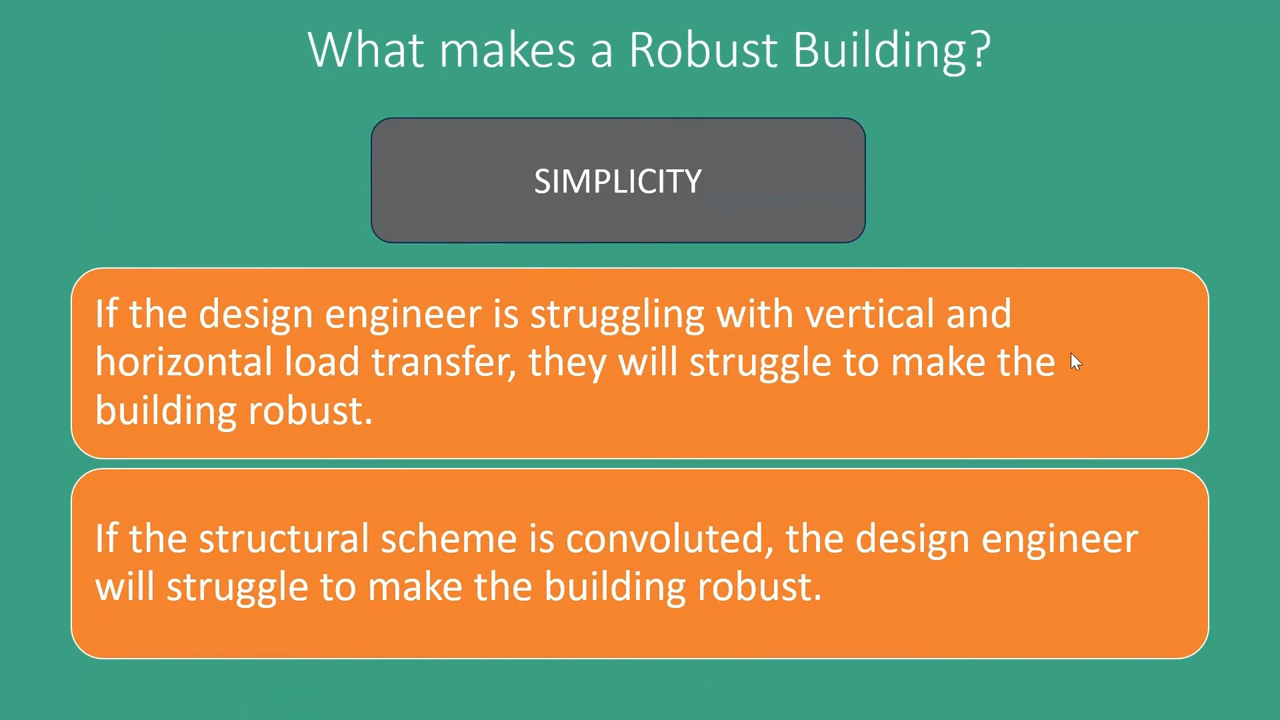 What makes a Robust Building?
SIMPLICITY
If the design engineer is struggling with vertical and
horizontal load transfer, they will struggle to make the
building robust.
If the structural scheme is convoluted, the design engineer
will struggle to make the building robust.